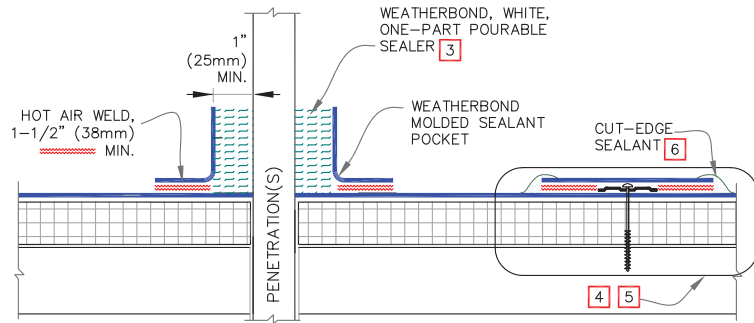 1"
(25mm)
MIN.
WEATHERBOND, WHITE,
ONE-PART POURABLE
SEALER 3
HOT AIR WELD,
1-1/2" (38mm)
MIN.
WEATHERBOND
MOLDED SEALANT
POCKET
CUT-EDGE
SEALANT 6
PENETRATION(S)
4 5